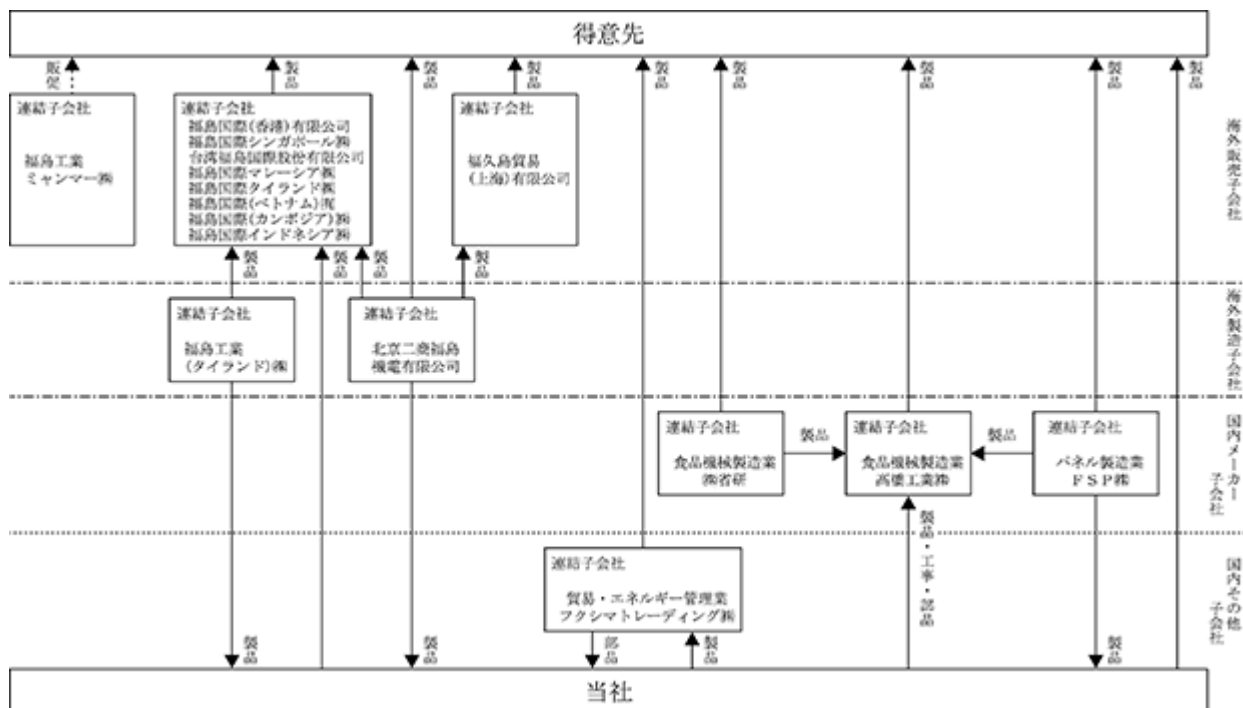 得意先
販促
製品
製品
製品
製品
製品
製品
製品
製品
連結子会社
福島工業
ミャンマー㈱
連結子会社
福島国際(香港)有限公司
福島国際シンガポール㈱
台湾福島国際股份有限公司
福島国際マレーシア㈱
福島国際タイランド㈱
福島国際(ベトナム)㈲
福島国際(カンボジア)㈱
福島国際インドネシア㈱
連結子会社
福久島貿易
(上海)有限公司
海外販売子会社
製品
製品
製品
製品
連結子会社
福島工業
(タイランド)㈱
連結子会社
北京二商福島
機電有限公司
海外製造子会社
連結子会社
食品機械製造業
㈱省研
製品
連結子会社
食品機械製造業
高橋工業㈱
製品
連結子会社
パネル製造業
FSP㈱
国内メーカー
子会社
製品・工事・部品
連結子会社
貿易・エネルギー管理業
フクシマトレーディング㈱
国内その他
子会社
製品
製品
部品
製品
製品
当社